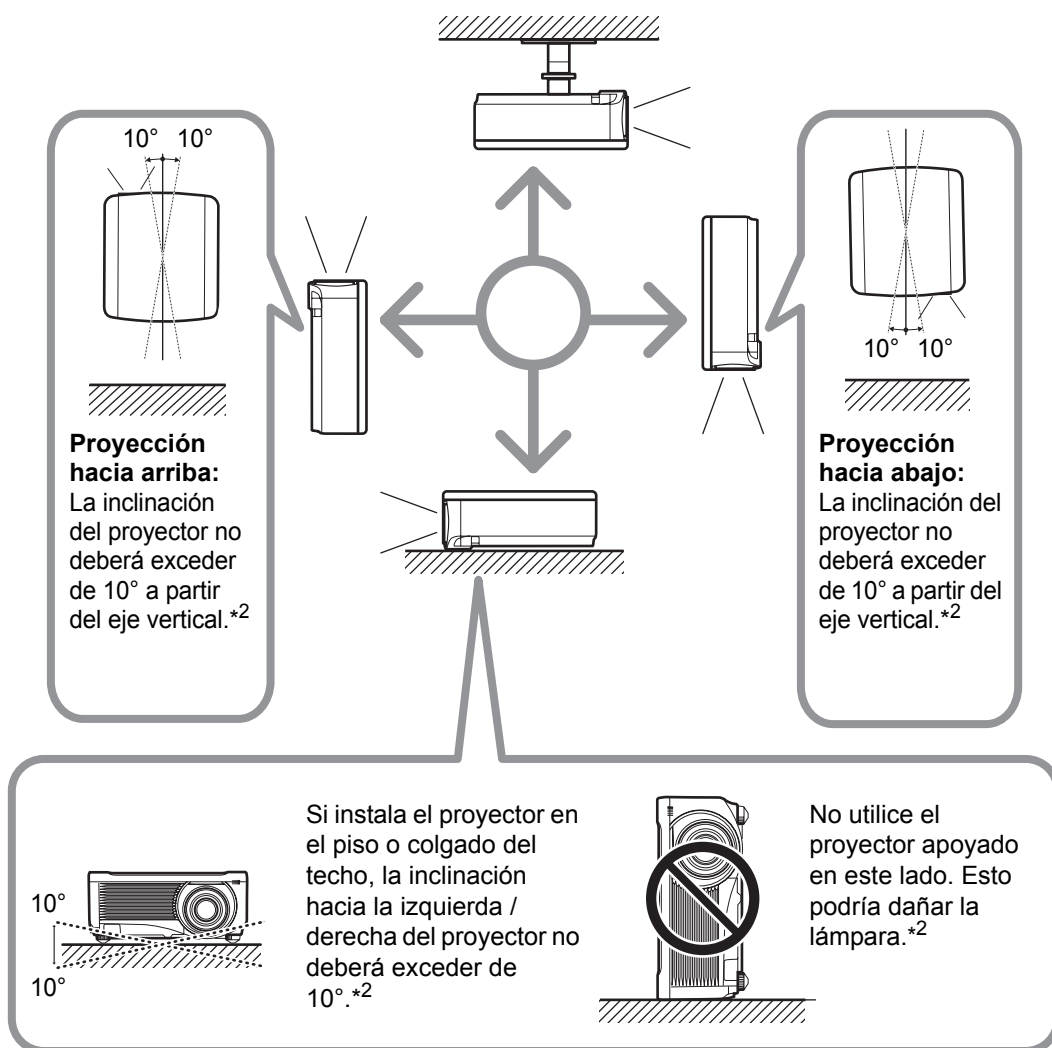 10° 10°
Proyección
hacia arriba:
La inclinación
del proyector no
deberá exceder
de 10° a partir
del eje vertical.*2
10° 10°
Proyección
hacia abajo:
La inclinación del
proyector no
deberá exceder
de 10° a partir del
eje vertical.*2
10°
10°
Si instala el proyector en
el piso o colgado del
techo, la inclinación
hacia la izquierda /
derecha del proyector no
deberá exceder de
10°.*2
No utilice el
proyector apoyado
en este lado. Esto
podría dañar la
lámpara.*2